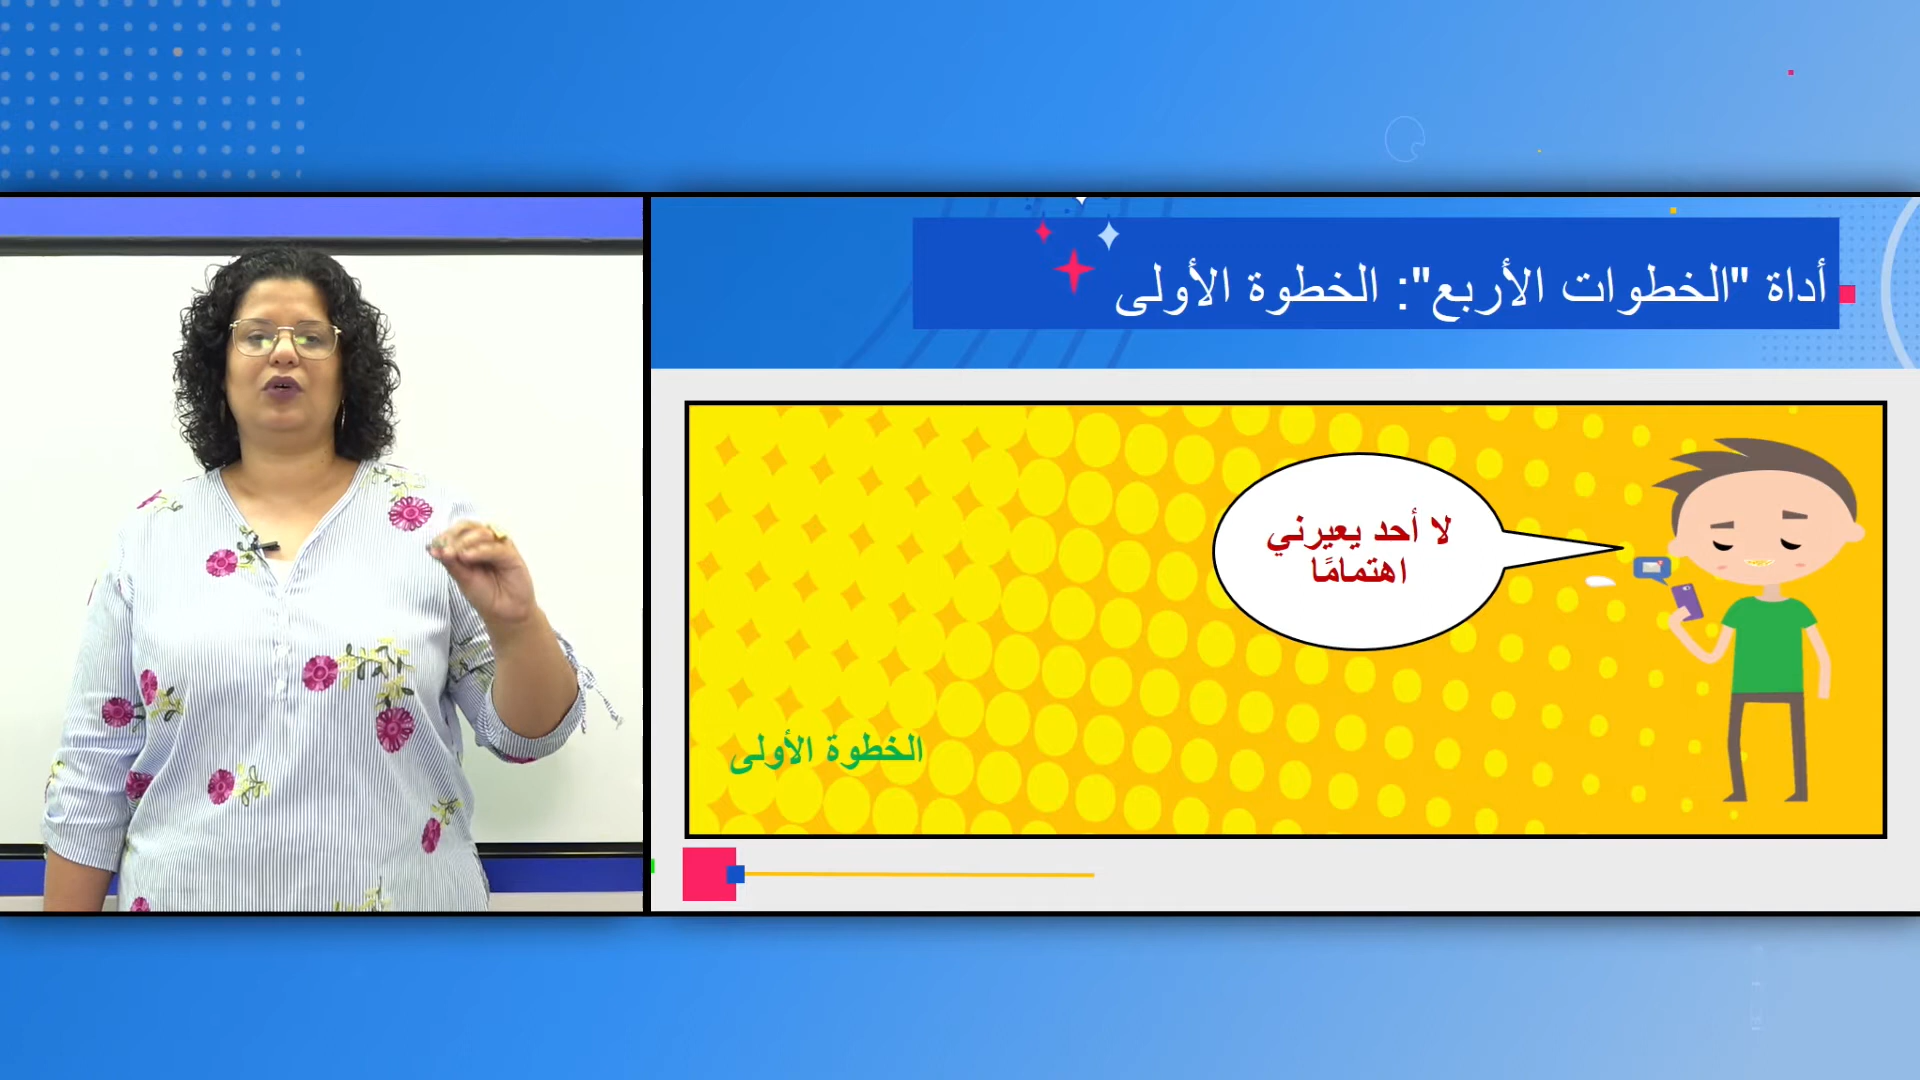 أداة "الخطوات الأربع": الخطوة الأولى
لا أحد يعيرني
اهتمامًا
الخطوة الأولى